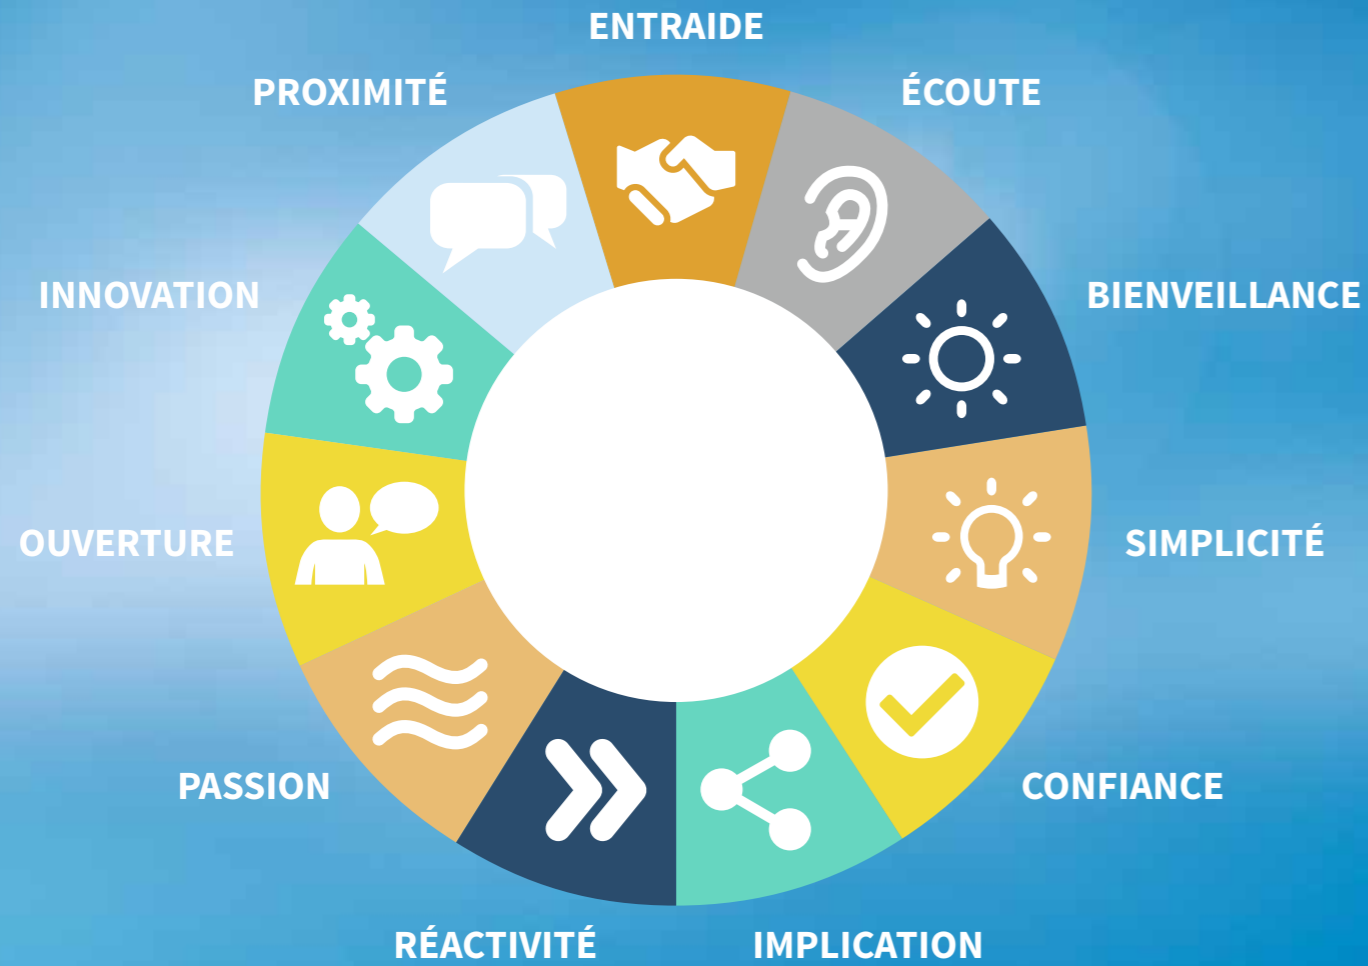 ENTRAIDE
PROXIMITÉ
ÉCOUTE
INNOVATION
BIENVEILLANCE
OUVERTURE
SIMPLICITÉ
PASSION
CONFIANCE
RÉACTIVITÉ
IMPLICATION